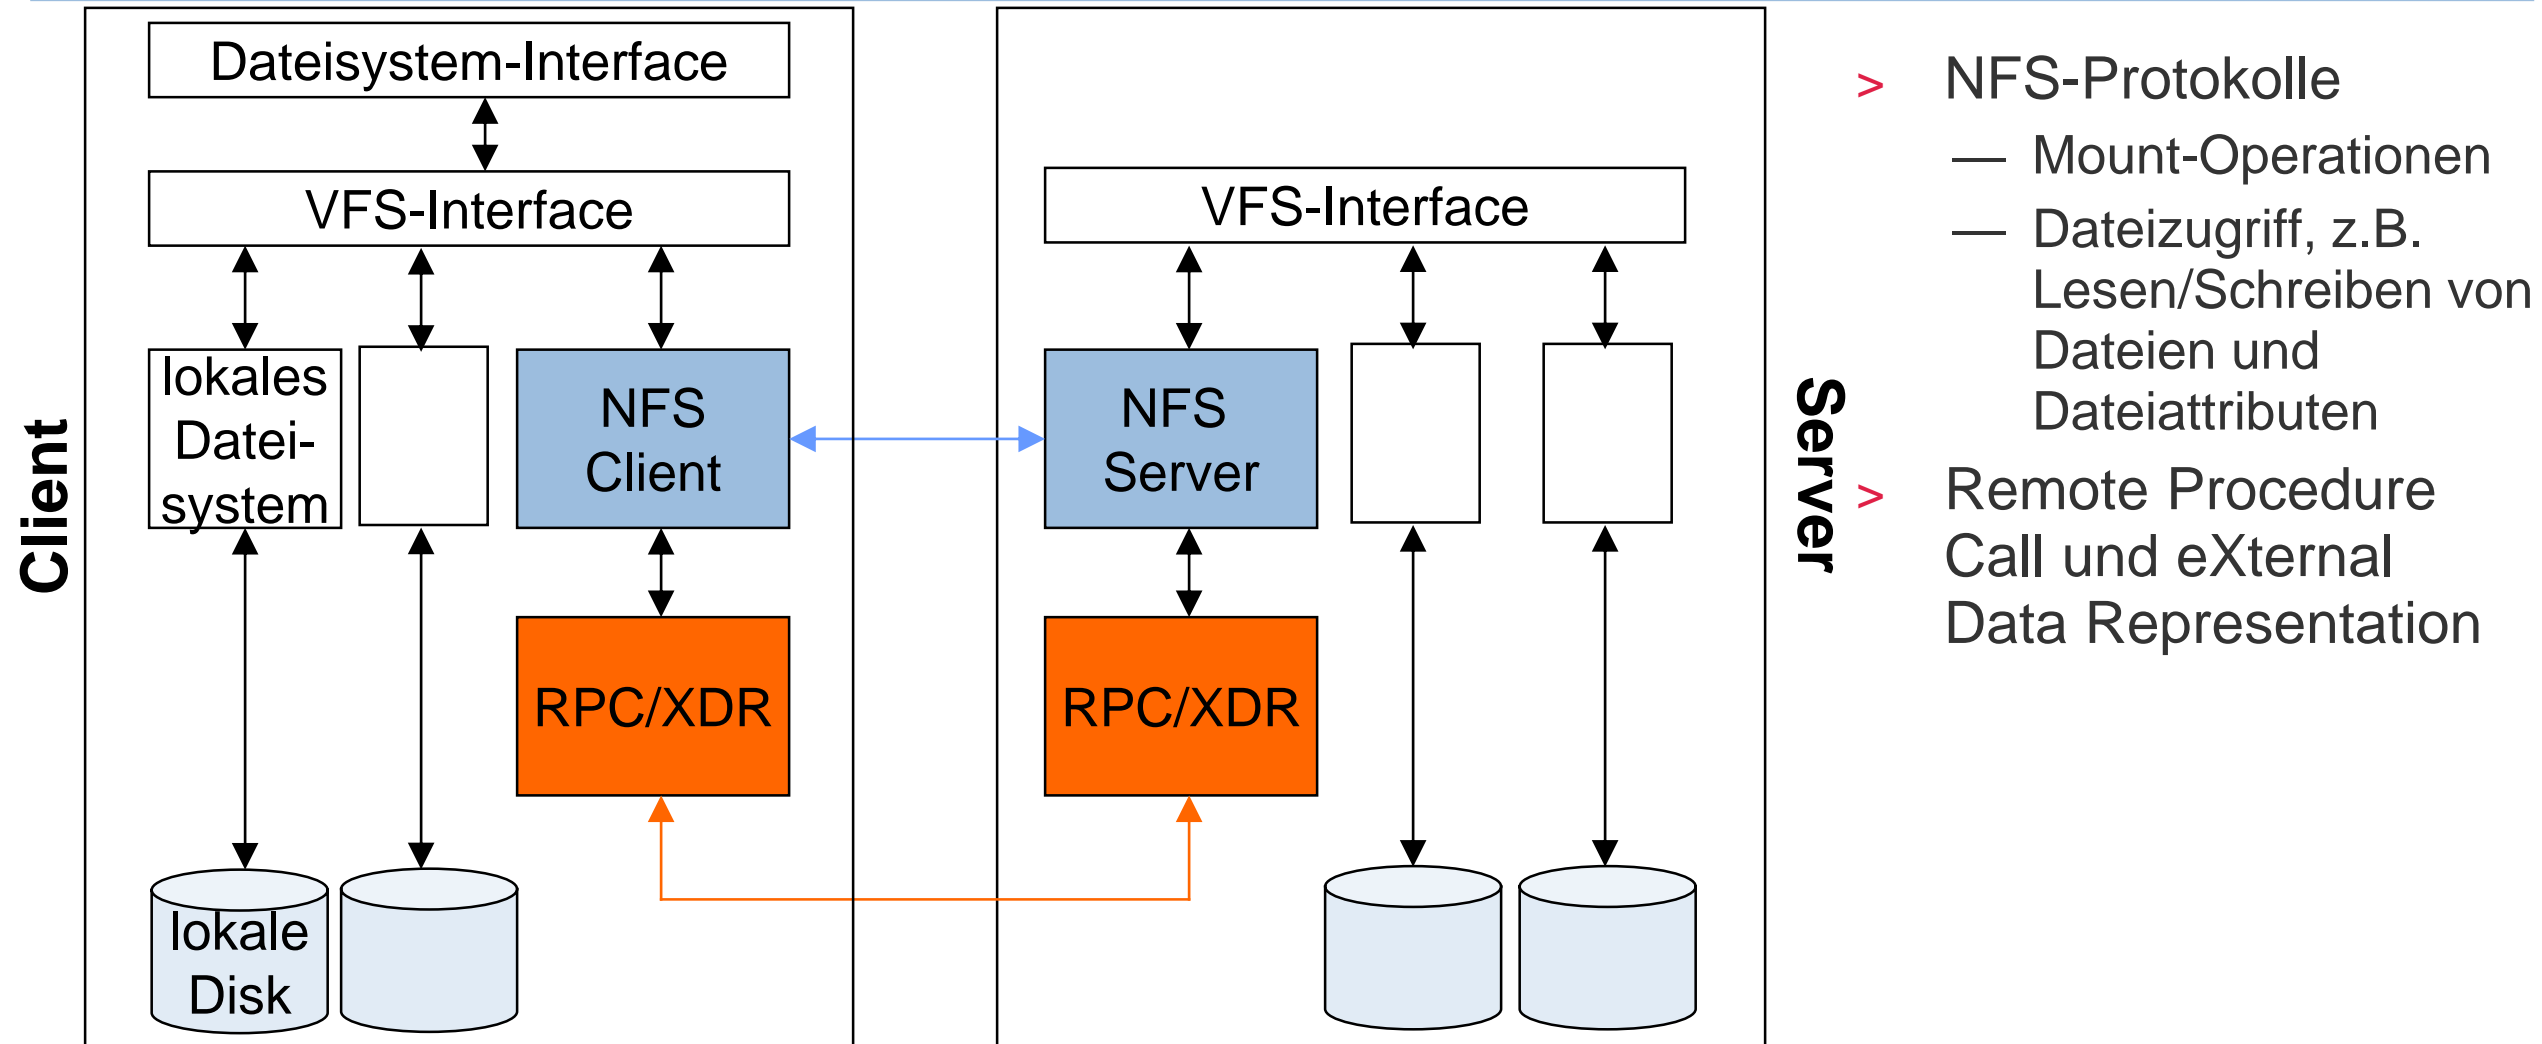 Client
Dateisystem-Interface
VFS-Interface
lokales
Datei-
system
NFS
Client
RPC/XDR
lokale
Disk
VFS-Interface
NFS
Server
RPC/XDR
Server
> NFS-Protokolle
— Mount-Operationen
— Dateizugriff, z.B.
Lesen/Schreiben von
Dateien und
Dateiattributen
> Remote Procedure
Call und eXternal
Data Representation